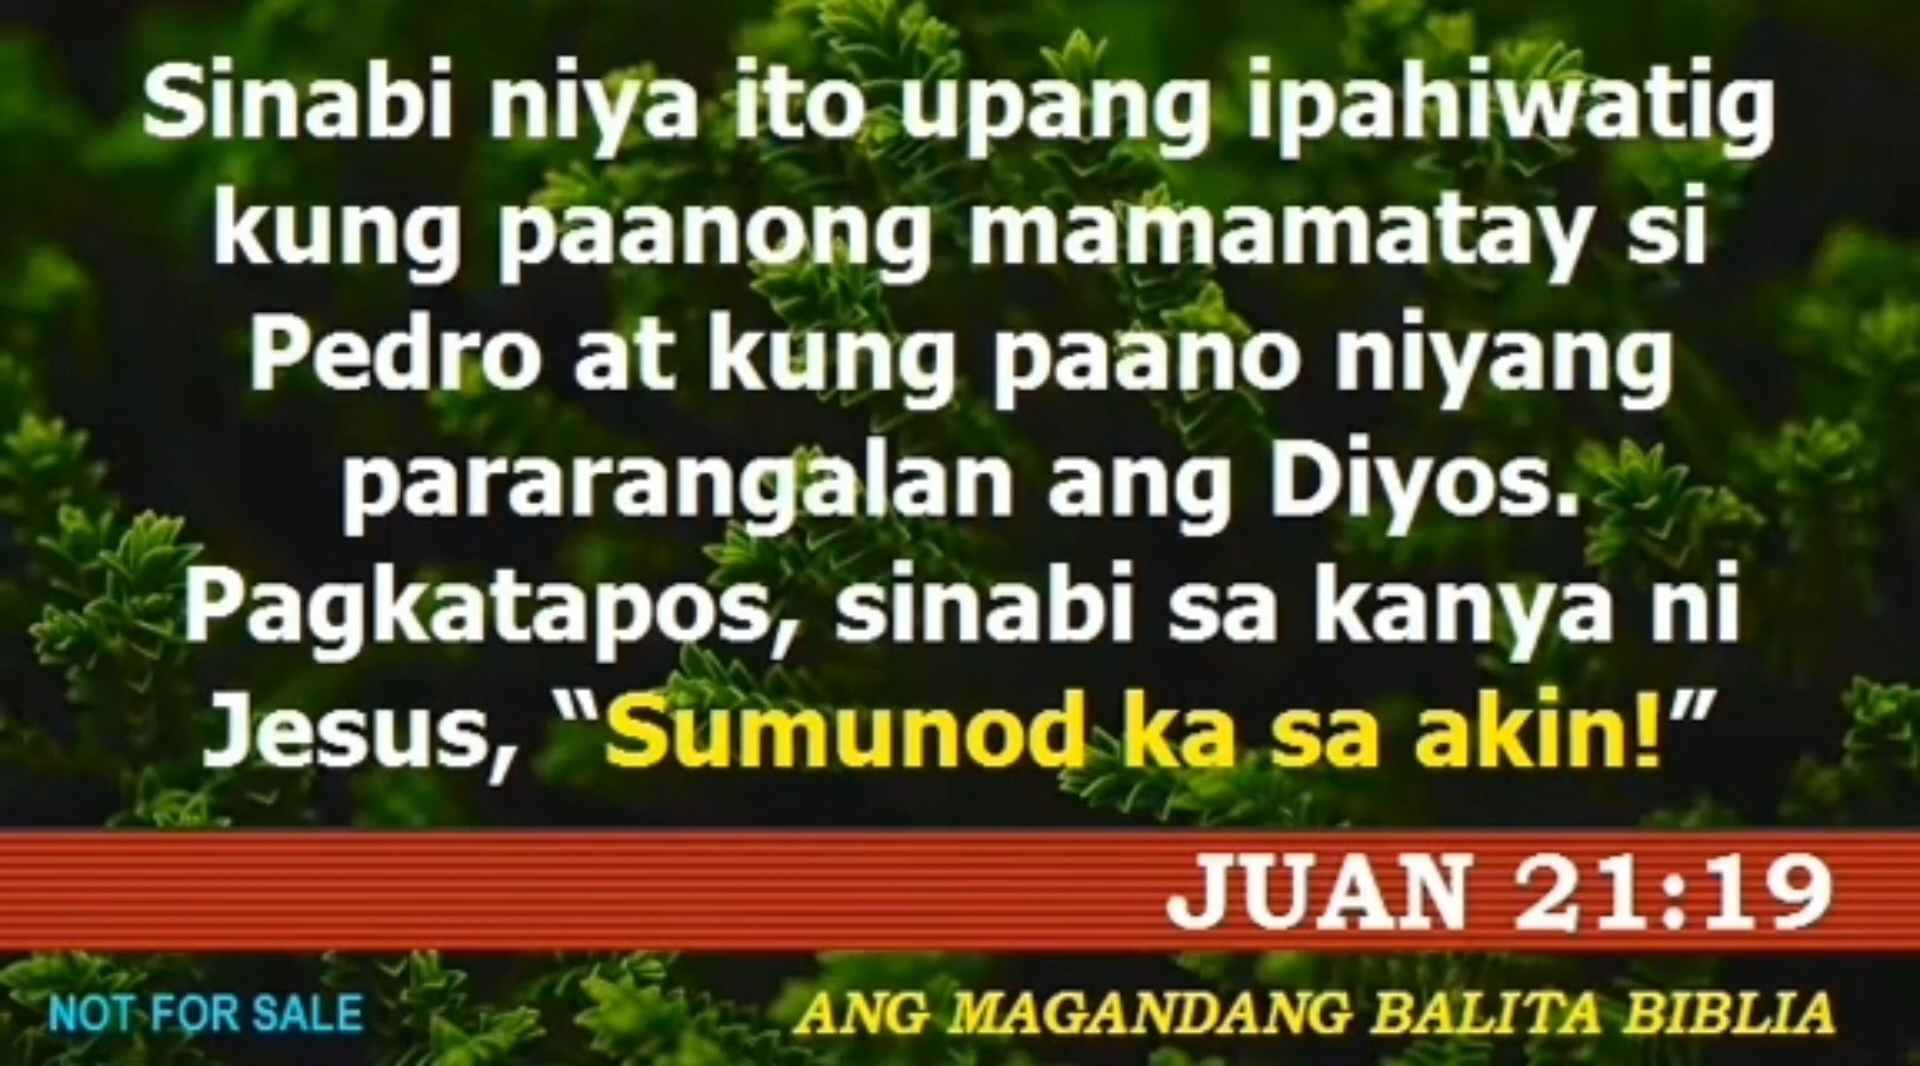 Sinabi niya ito upang ipahiwatig
kung paanong mamamatay si
Pedro at kung paano niyang
pararangalan ang Diyos.
Pagkatapos, sinabi sa kanya ni
Jesus, “Sumunod ka sa akin!”
JUAN 21:19
NOT FOR SALE
ANG MAGANDANG BALITA BIBLIA